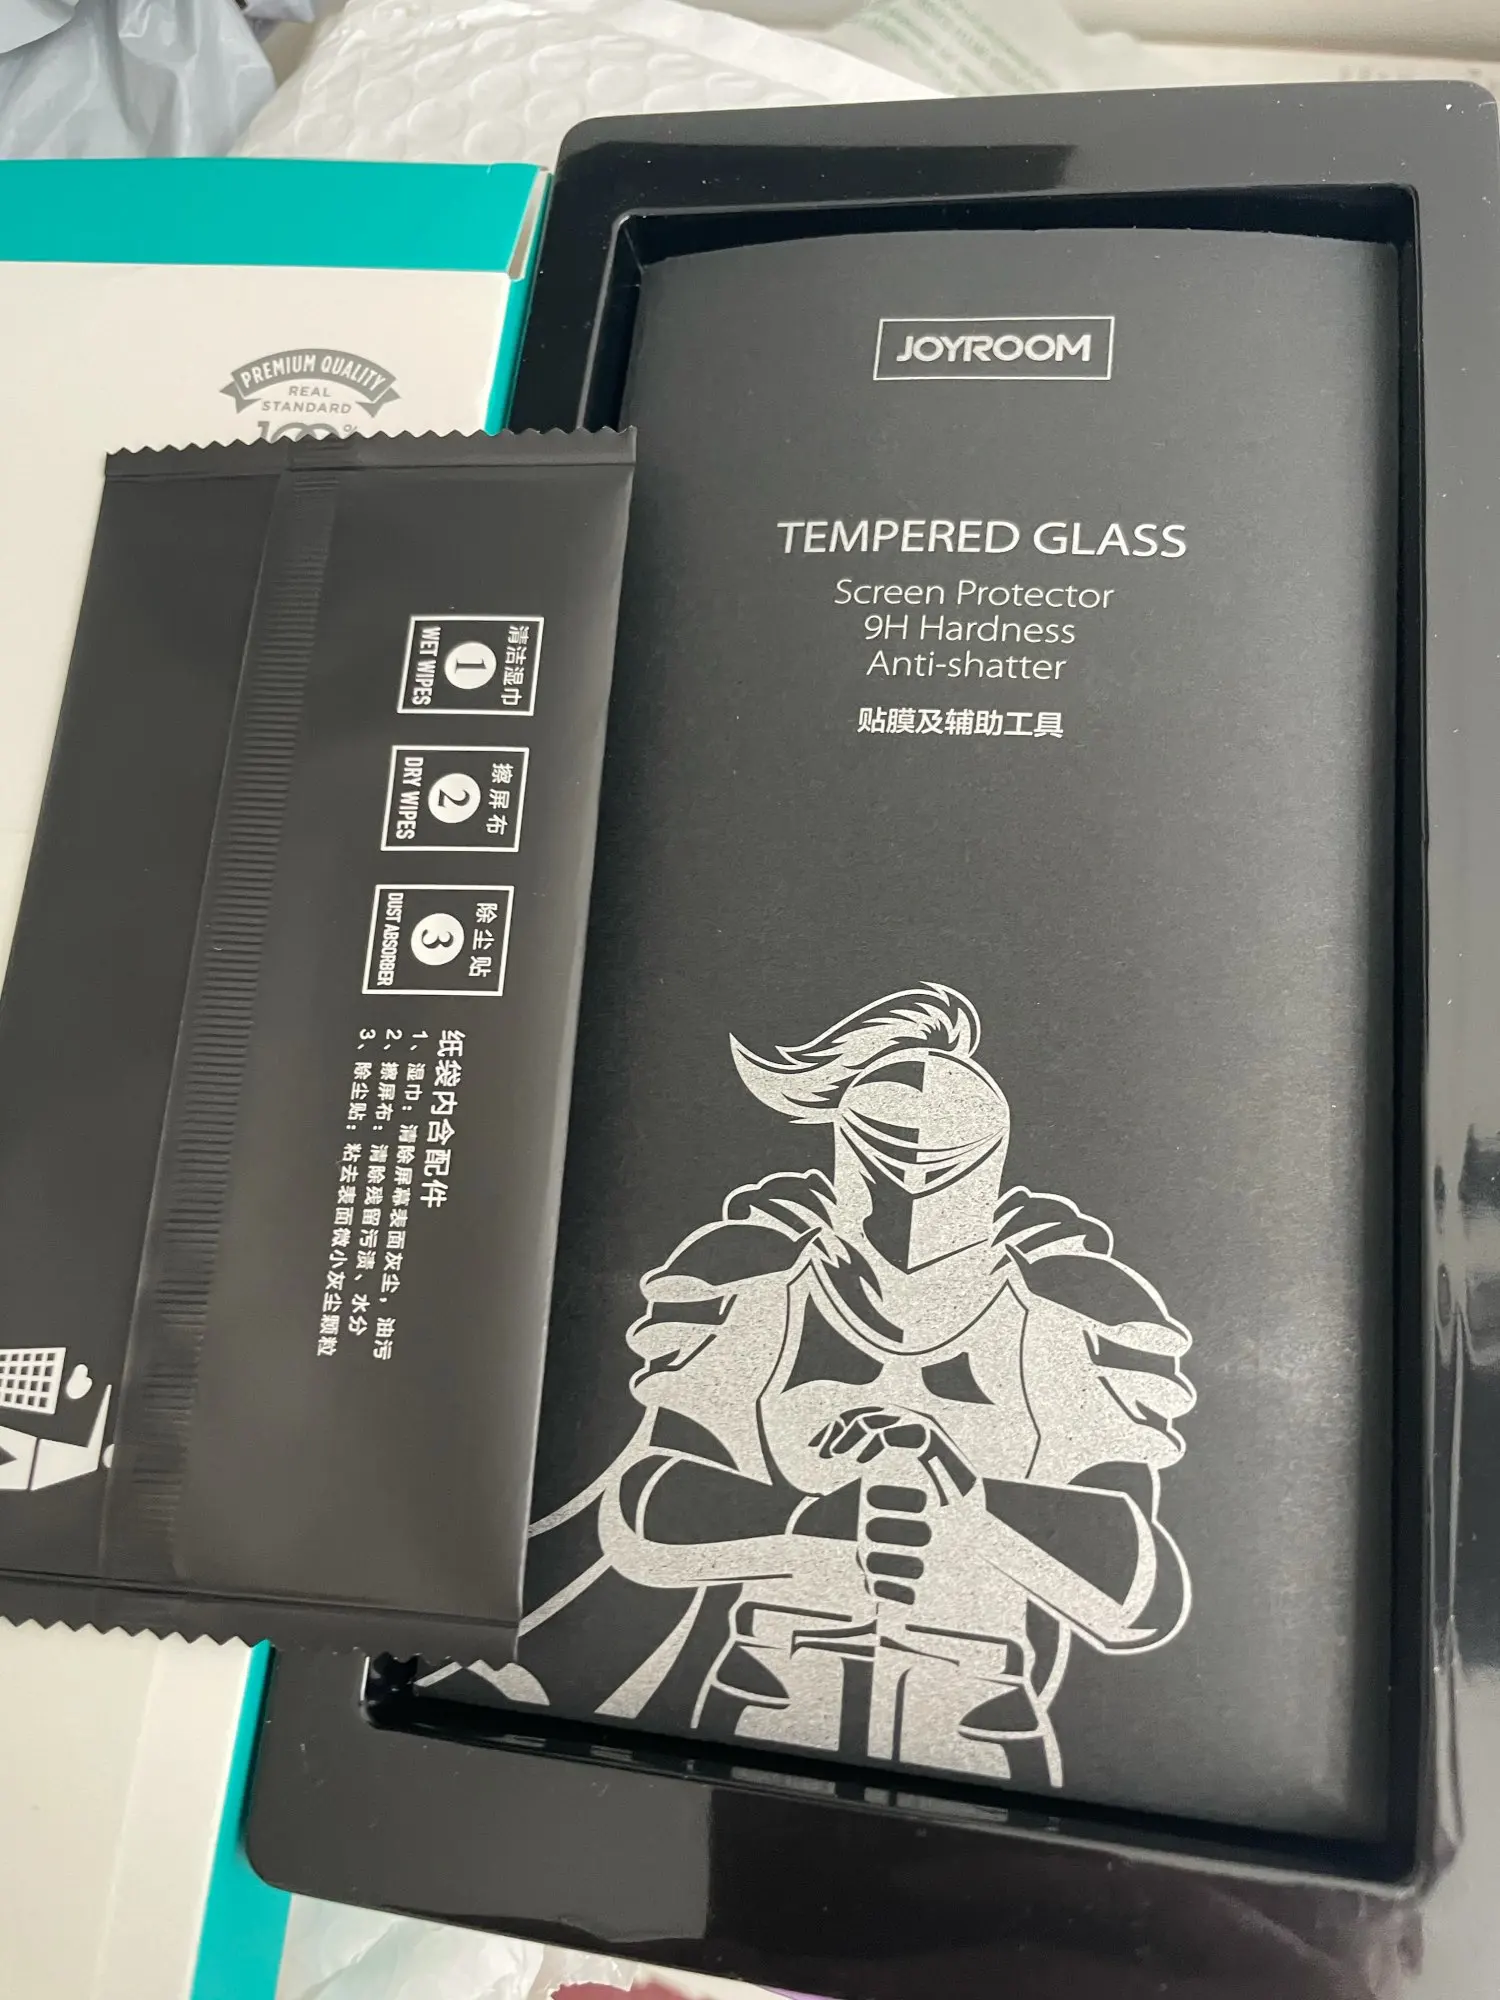 PREMIUM QUALITY
REAL
STANDARD
100%
JOYROOM
TEMPERED GLASS
Screen Protector
9H Hardness
Anti-shatter
贴膜及辅助工具
清洁湿巾
1
WET WIPES
擦屏布
2
DRY WIPES
除尘贴
3
DUST ABSORBER
纸袋内含配件
1、湿巾：清除屏幕表面灰尘，油污
2、擦屏布：清除残留污渍、水分
3、除尘贴：粘去表面微小灰尘颗粒